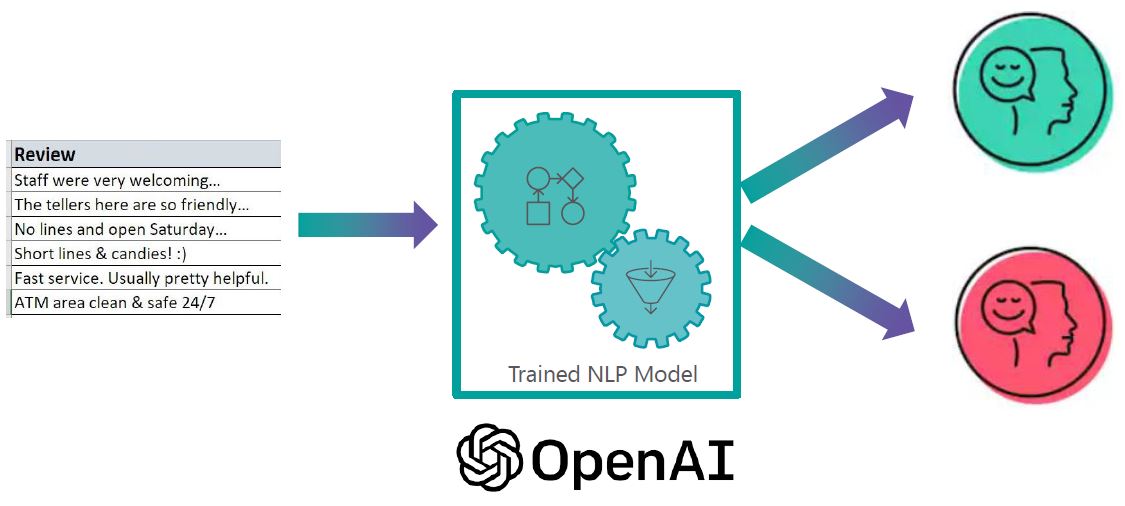 Review
Staff were very welcoming...
The tellers here are so friendly...
No lines and open Saturday...
Short lines & candies! :)
Fast service. Usually pretty helpful.
ATM area clean & safe 24/7
Trained NLP Model
OpenAI